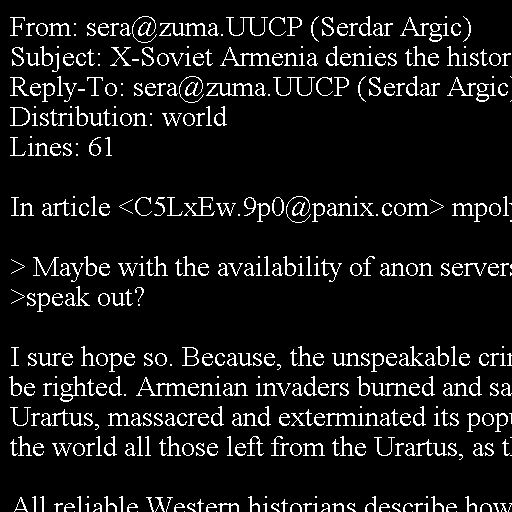 From: sera@zuma.UUCP (Serdar Argic)
Subject: X-Soviet Armenia denies the histor
Reply-To: sera@zuma.UUCP (Serdar Argic)
Distribution: world
Lines: 61
In article <C5LxEw.9p0@panix.com> mpoly
> Maybe with the availability of anon servers
>speak out?
I sure hope so. Because, the unspeakable cri
be righted. Armenian invaders burned and sa
Urartus, massacred and exterminated its popu
the world all those left from the Urartus, as t
All reliable Western historians describe how